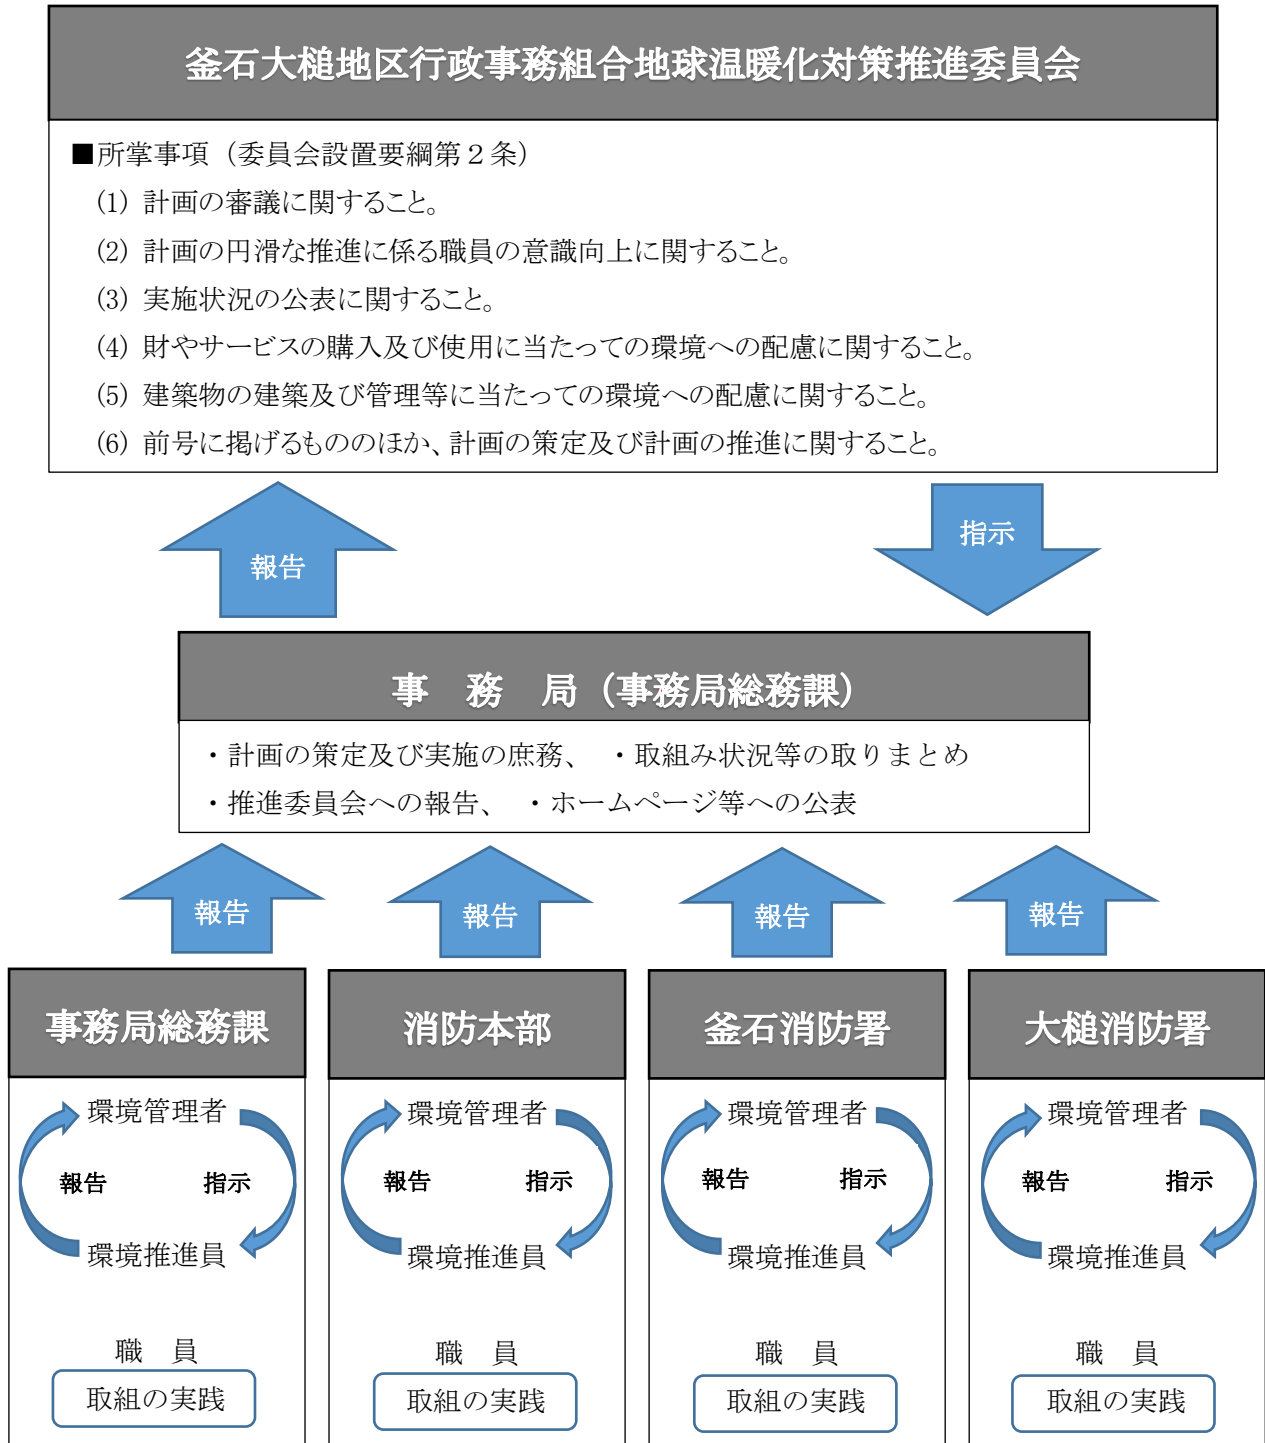 釜石大槌地区行政事務組合地球温暖化対策推進委員会
■所掌事項（委員会設置要綱第２条）
(1) 計画の審議に関すること。
(2) 計画の円滑な推進に係る職員の意識向上に関すること。
(3) 実施状況の公表に関すること。
(4) 財やサービスの購入及び使用に当たっての環境への配慮に関すること。
(5) 建築物の建築及び管理等に当たっての環境への配慮に関すること。
(6) 前号に掲げるもののほか、計画の策定及び計画の推進に関すること。
報告
指示
事　務　局（事務局総務課）
・計画の策定及び実施の庶務、　・取組み状況等の取りまとめ
・推進委員会への報告、　・ホームページ等への公表
報告
報告
報告
報告
事務局総務課
環境管理者
報告　指示
環境推進員
職　員
取組の実践
消防本部
環境管理者
報告　指示
環境推進員
職　員
取組の実践
釜石消防署
環境管理者
報告　指示
環境推進員
職　員
取組の実践
大槌消防署
環境管理者
報告　指示
環境推進員
職　員
取組の実践